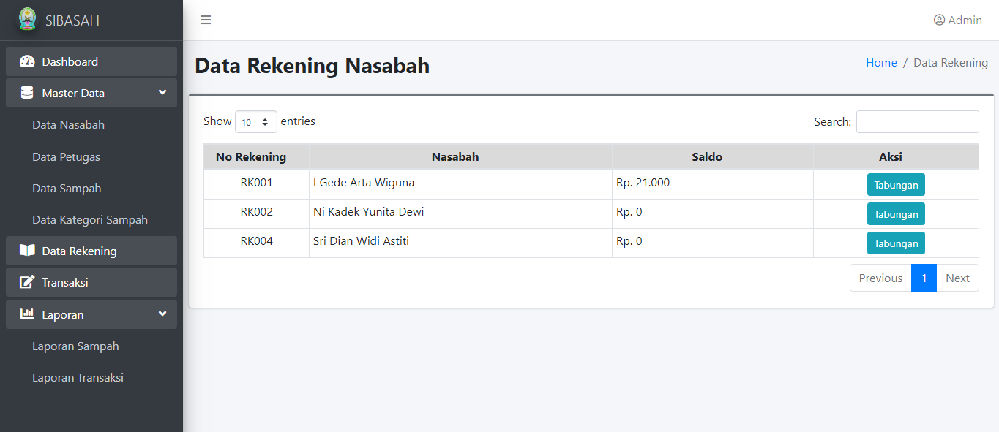 SIBASAH
Admin
Dashboard
Master Data
Data Nasabah
Data Petugas
Data Sampah
Data Kategori Sampah
Data Rekening
Transaksi
Laporan
Laporan Sampah
Laporan Transaksi
Data Rekening Nasabah
Home / Data Rekening
Show 10 entries
Search:
No Rekening Nasabah Saldo Aksi
RK001 I Gede Arta Wiguna Rp. 21.000 Tabungan
RK002 Ni Kadek Yunita Dewi Rp. 0 Tabungan
RK004 Sri Dian Widi Astiti Rp. 0 Tabungan
Previous 1 Next